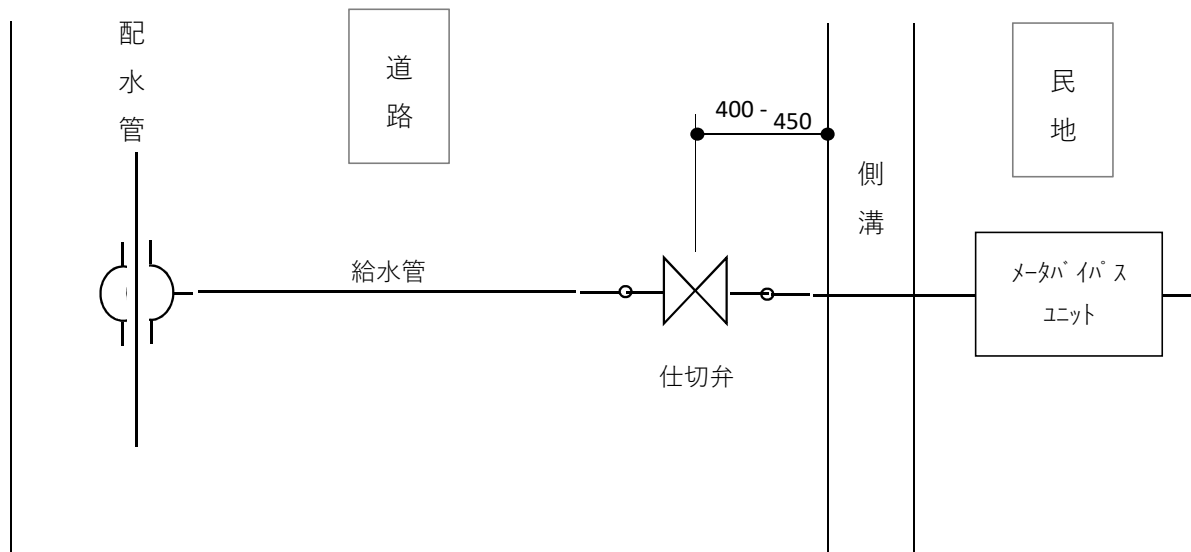 配水管
道路
400 - 450
民地
側溝
給水管
仕切弁
ﾒｰﾀﾊﾞｲﾊﾟｽ
ﾕﾆｯﾄ